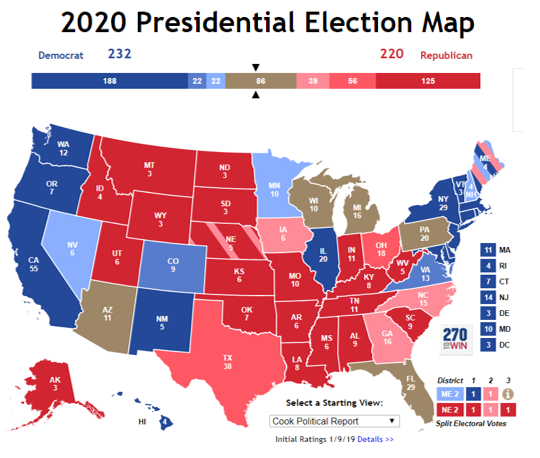 2020 Presidential Election Map
Democrat 232 220 Republican
188 22 22 86 39 56 125
WA
12
OR
7
CA
55
NV
6
ID
4
MT
3
WY
3
UT
6
AZ
11
CO
9
NM
5
ND
3
SD
3
NE
5
KS
6
OK
7
TX
38
MN
10
IA
6
MO
10
AR
6
LA
8
WI
10
IL
20
MI
16
IN
11
OH
18
KY
8
TN
11
MS
6
AL
9
GA
16
FL
29
SC
9
NC
15
VA
13
WV
5
PA
20
NY
29
VT
3
4
NH
ME
4
AK
3
HI 4
11 MA
4 RI
7 CT
14 NJ
3 DE
10 MD
3 DC
270
TO WIN
District 1 2 3
ME 2 1 1 i
NE 2 1 1 1
Split Electoral Votes
Select a Starting View:
Cook Political Report
Initial Ratings 1/9/19 Details >>